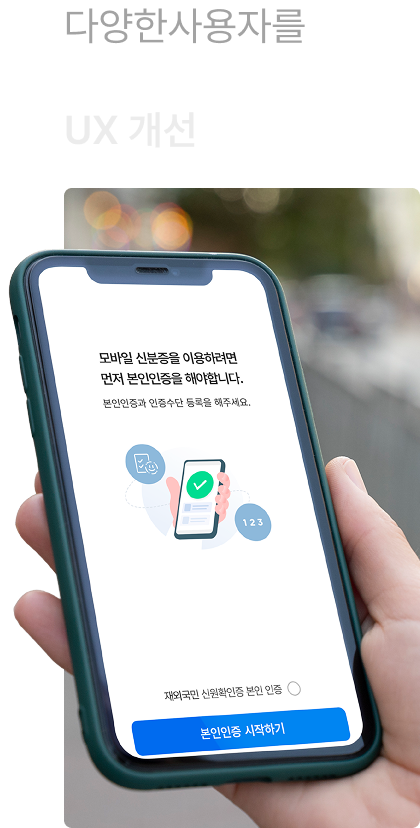 다양한사용자를
UX 개선
모바일 신분증을 이용하려면
먼저 본인인증을 해야합니다.
본인인증과 인증수단 등록을 해주세요.
1 2 3
재외국민 신원확인증 본인 인증
본인인증 시작하기